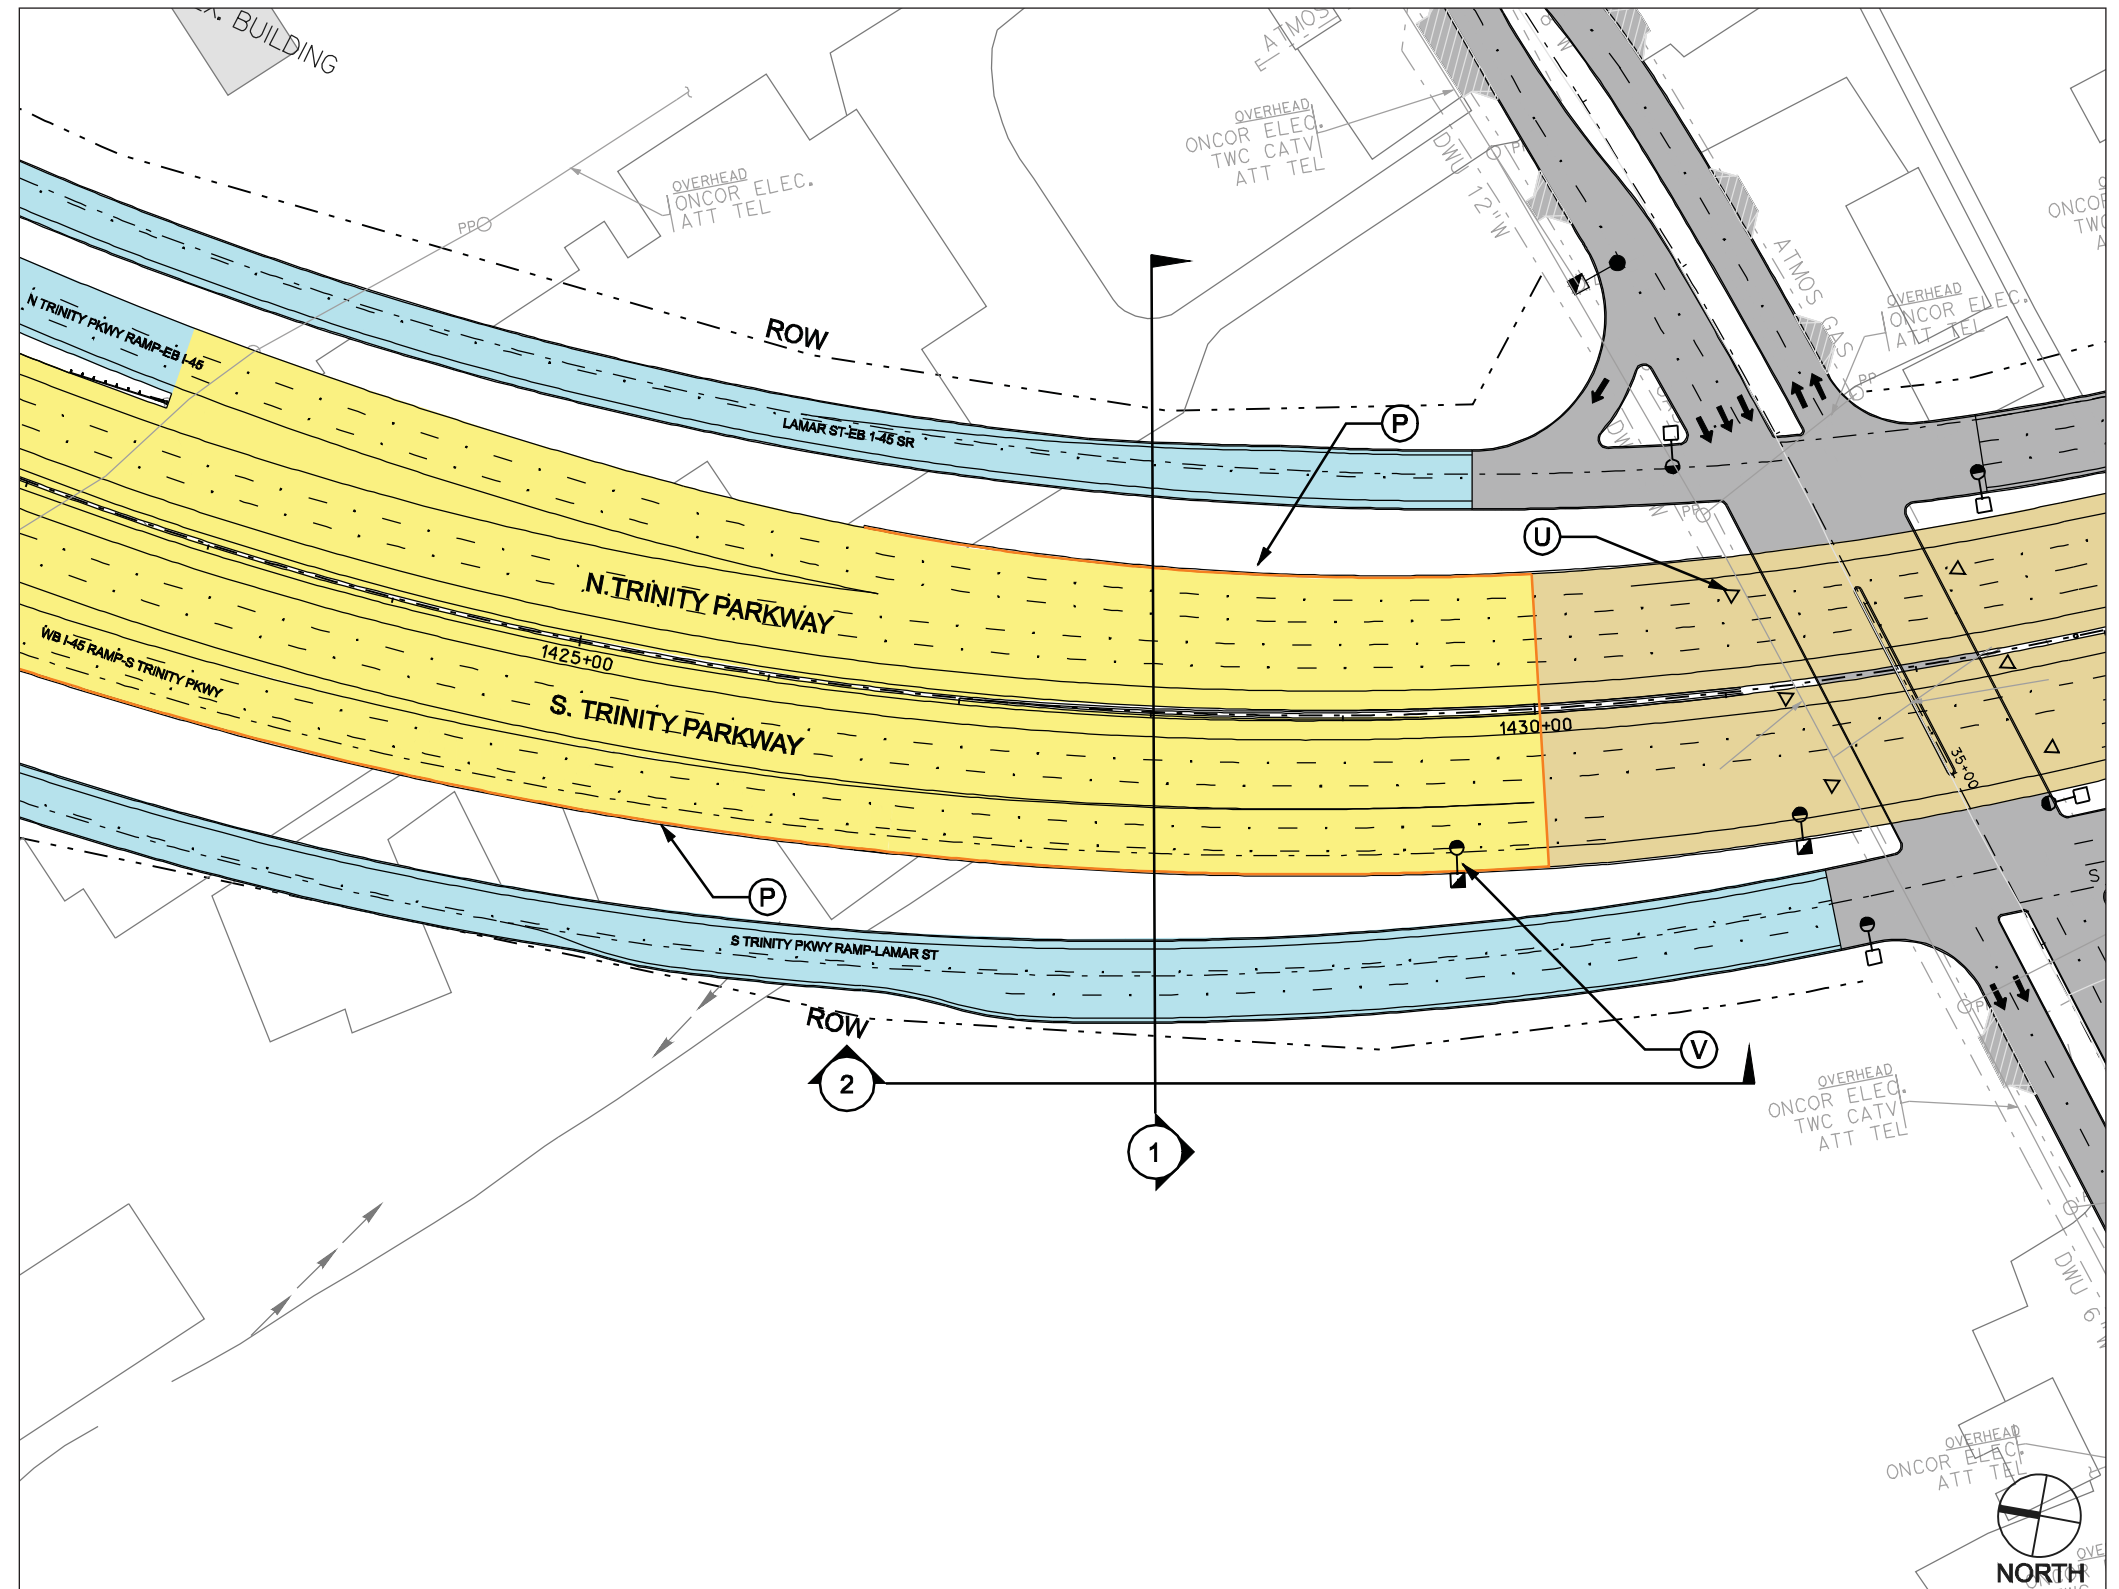 BUILDING
OVERHEAD
ONCOR ELEC.
ATT TEL
PP
ATMOS
OVERHEAD
ONCOR ELEC.
TWC CATV
ATT TEL
DWU 12"W
ATMOS GAS
OVERHEAD
ONCOR ELEC.
ATT TEL
PP
N TRINITY PKWY RAMP-EB I-45
ROW
LAMAR ST-EB 1-45 SR
P
U
PP
N. TRINITY PARKWAY
1425+00
WB I-45 RAMP-S TRINITY PKWY
S. TRINITY PARKWAY
1430+00
35+00
P
S TRINITY PKWY RAMP-LAMAR ST
S
ROW
V
2
1
OVERHEAD
ONCOR ELEC.
TWC CATV
ATT TEL
DWU 6"W
OVERHEAD
ONCOR ELEC.
ATT TEL
NORTH